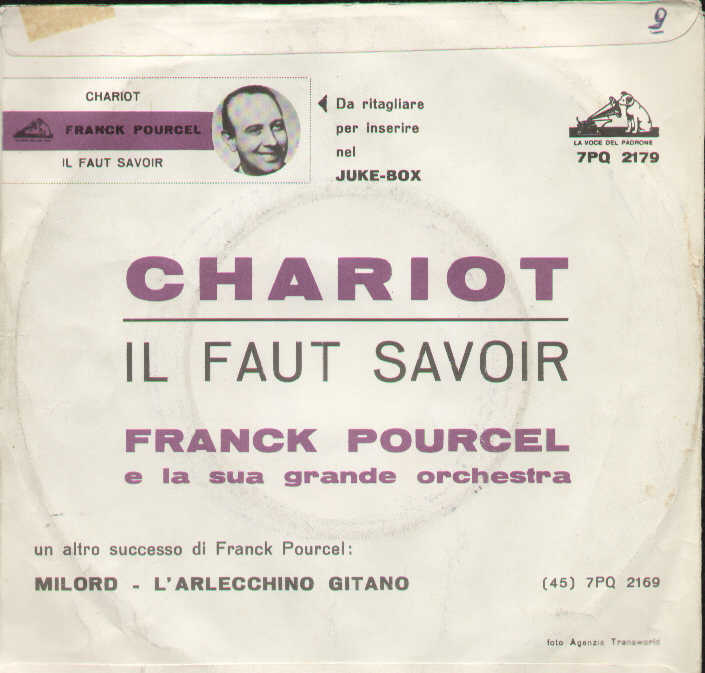 9
CHARIOT
FRANCK POURCEL
IL FAUT SAVOIR
Da ritagliare
per inserire
nel
JUKE-BOX
LA VOCE DEL PADRONE
7PQ 2179
CHARIOT
IL FAUT SAVOIR
FRANCK POURCEL
e la sua grande orchestra
un altro successo di Franck Pourcel:
MILORD - L'ARLECCHINO GITANO
(45) 7PQ 2169
foto Agenzia Transworld